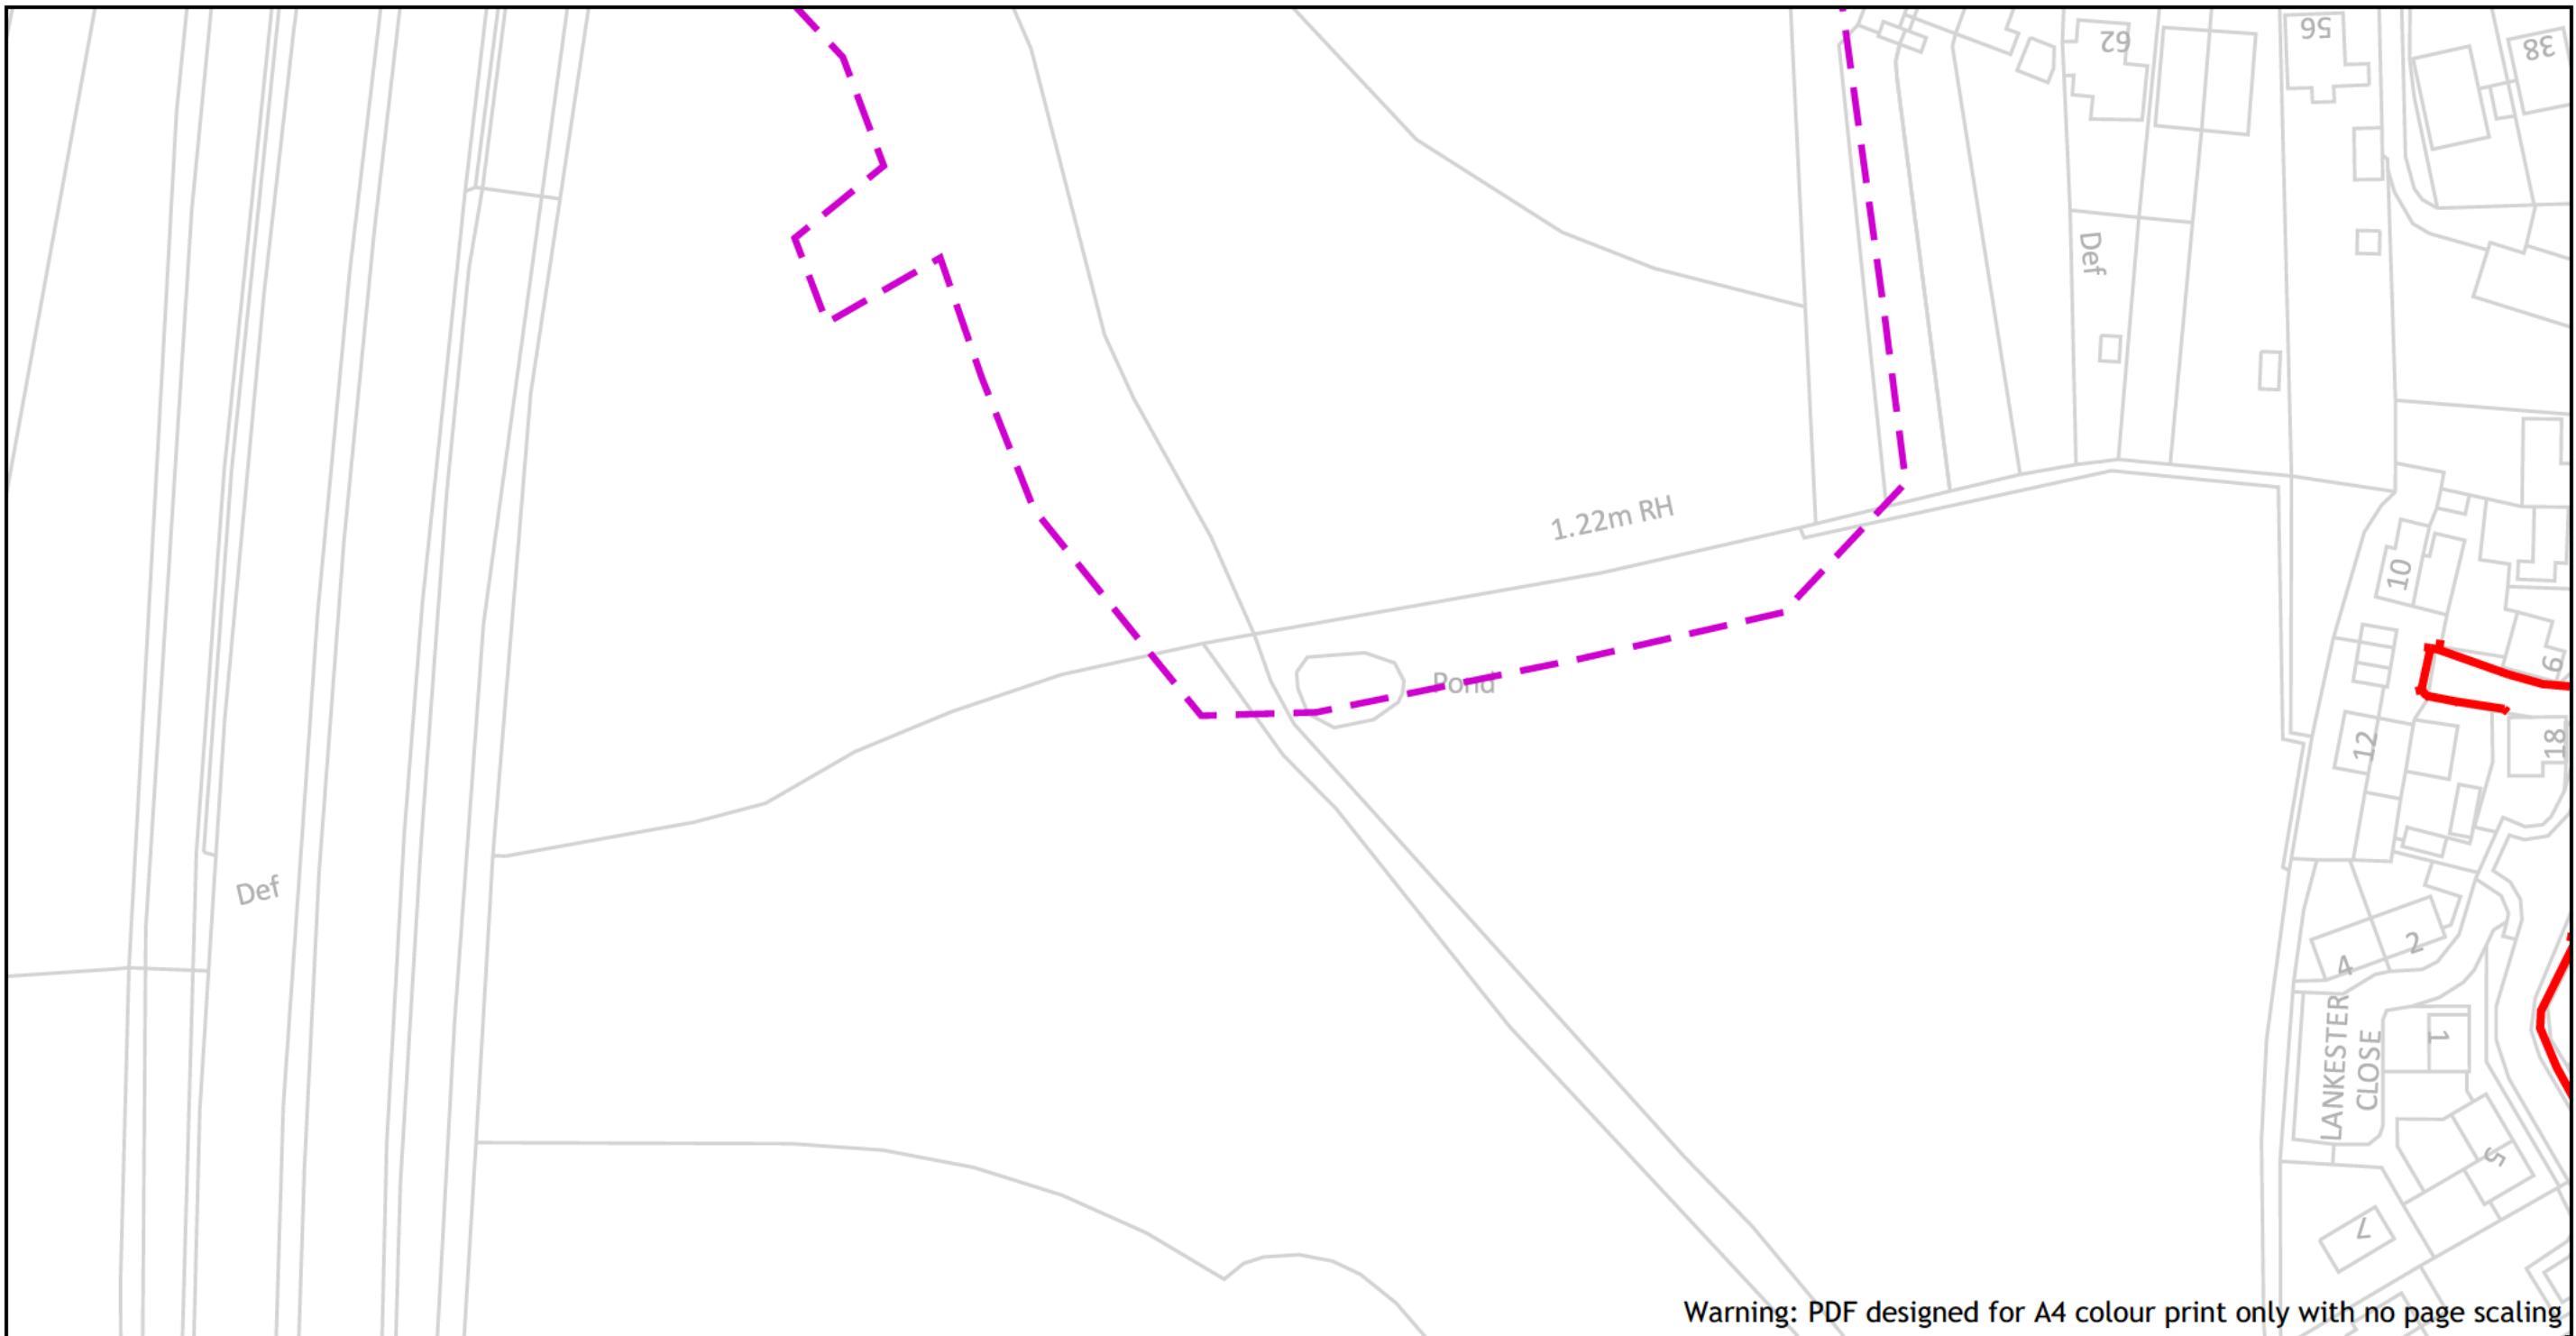 62
56
38
Def
1.22m RH
10
Pond
6
12
18
Def
2
4
LANKESTER
CLOSE
1
5
7
Warning: PDF designed for A4 colour print only with no page scaling